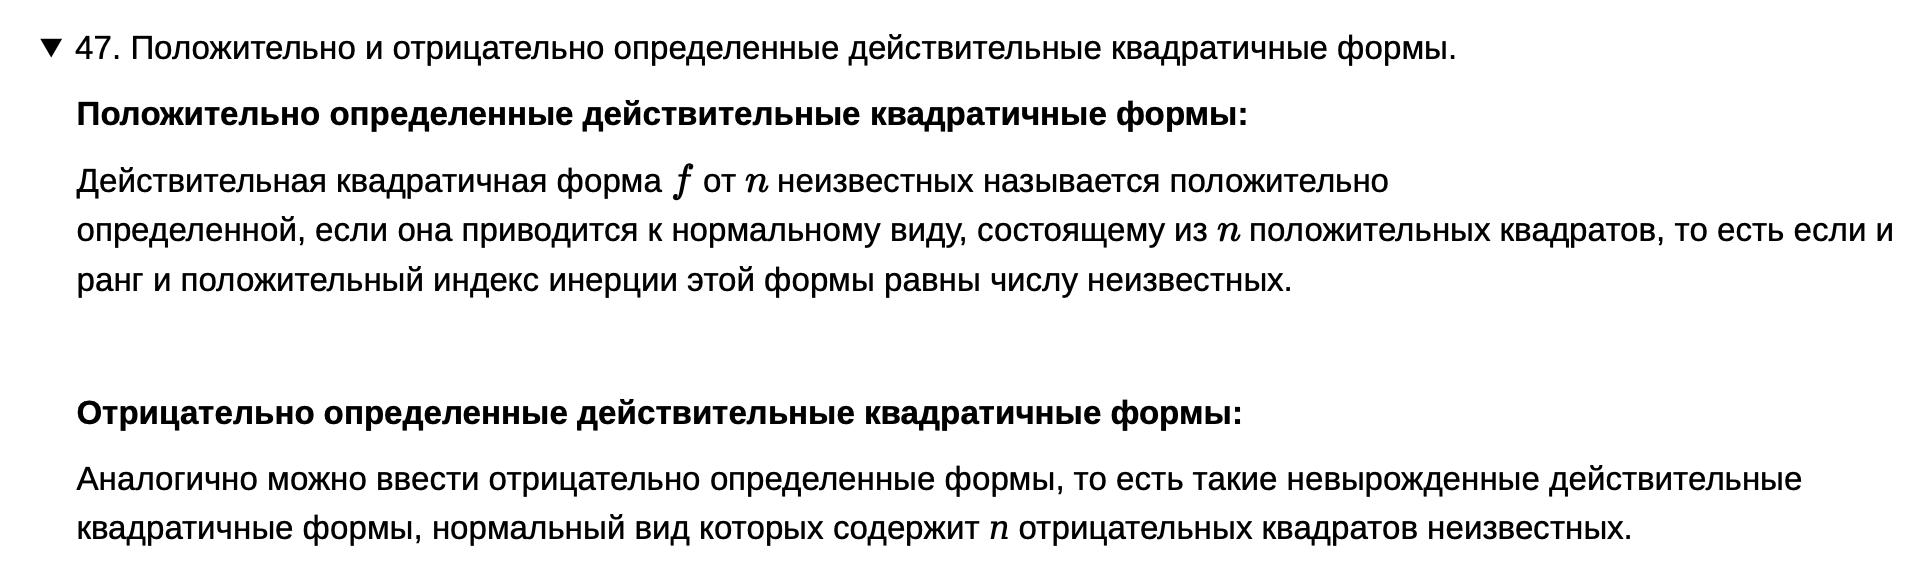 ▼ 47. Положительно и отрицательно определенные действительные квадратичные формы.
Положительно определенные действительные квадратичные формы:
Действительная квадратичная форма f от n неизвестных называется положительно
определенной, если она приводится к нормальному виду, состоящему из n положительных квадратов, то есть если и
ранг и положительный индекс инерции этой формы равны числу неизвестных.
Отрицательно определенные действительные квадратичные формы:
Аналогично можно ввести отрицательно определенные формы, то есть такие невырожденные действительные
квадратичные формы, нормальный вид которых содержит n отрицательных квадратов неизвестных.